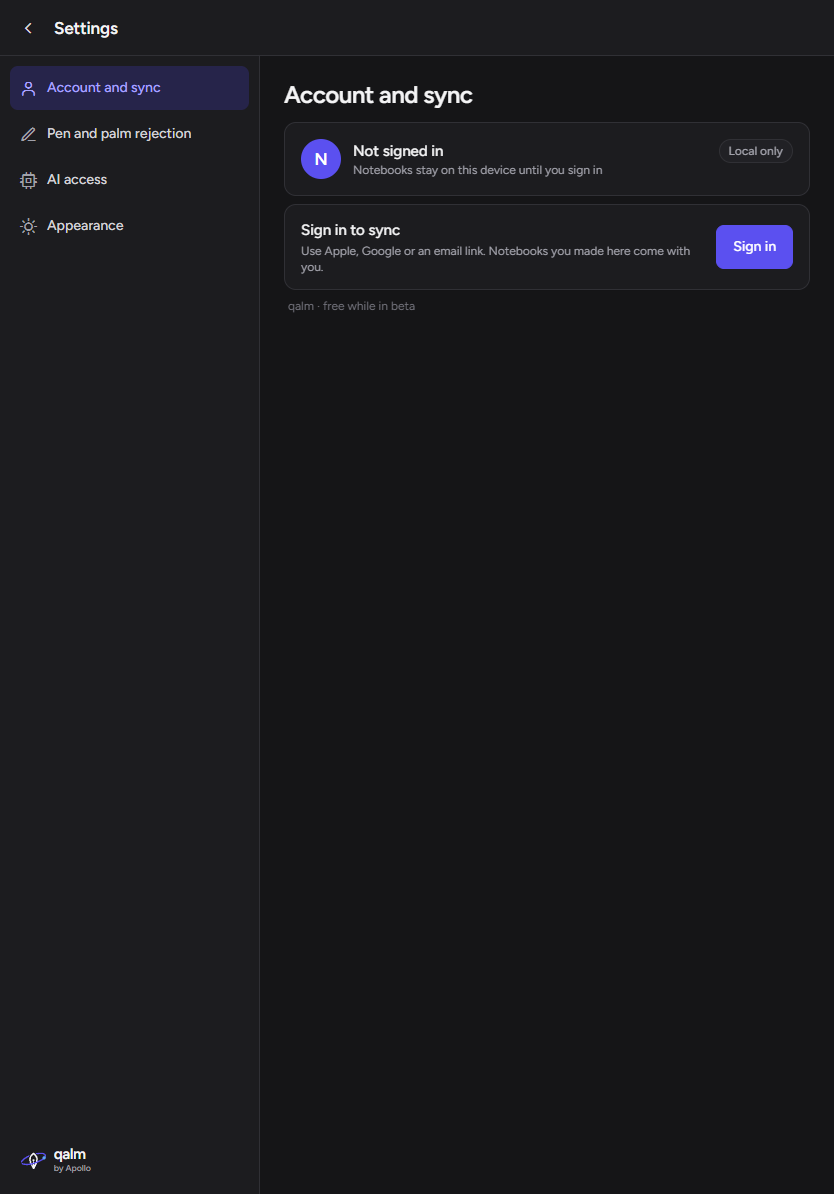 Settings
Account and sync
Pen and palm rejection
AI access
Appearance
Account and sync
N
Not signed in
Notebooks stay on this device until you sign in
Local only
Sign in to sync
Use Apple, Google or an email link. Notebooks you made here come with
you.
Sign in
qalm · free while in beta
qalm
by Apollo